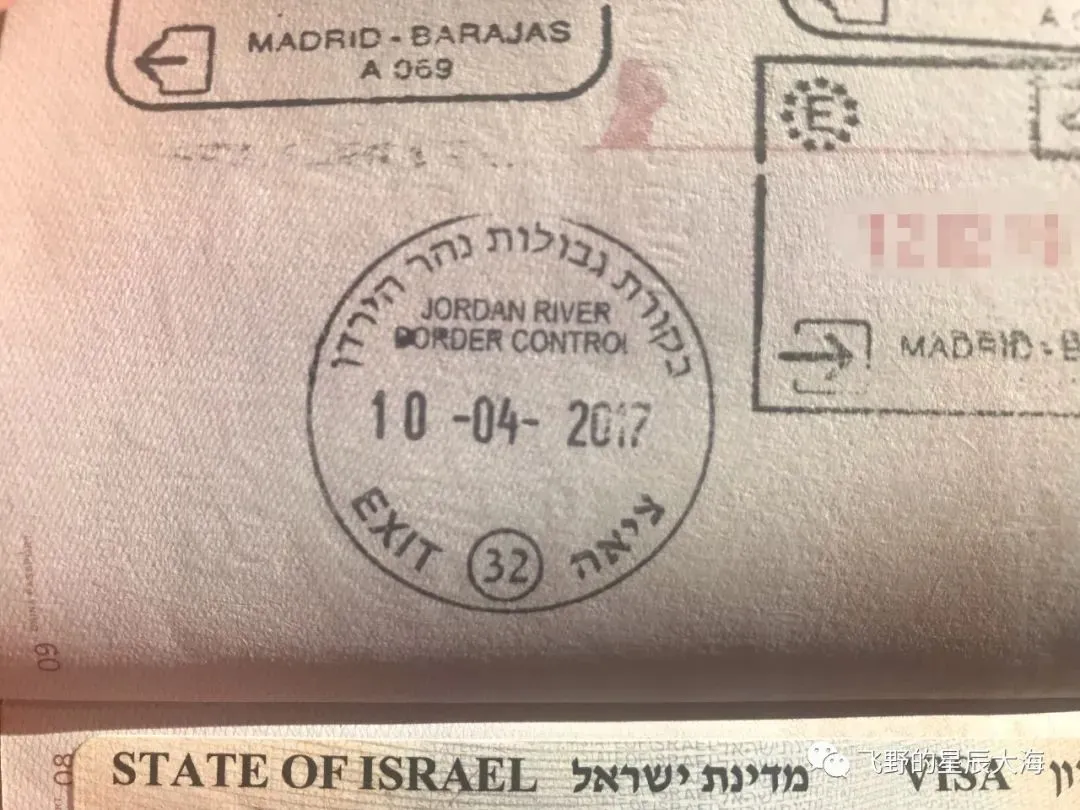 MADRID - BARAJAS
A 069
E
MADRID -
ביקורת גבולות נהר הירדן
JORDAN RIVER
BORDER CONTROL
10 -04- 2017
EXIT 32 יציאה
09
08
STATE OF ISRAEL מדינת ישראל VISA
飞野的星辰大海